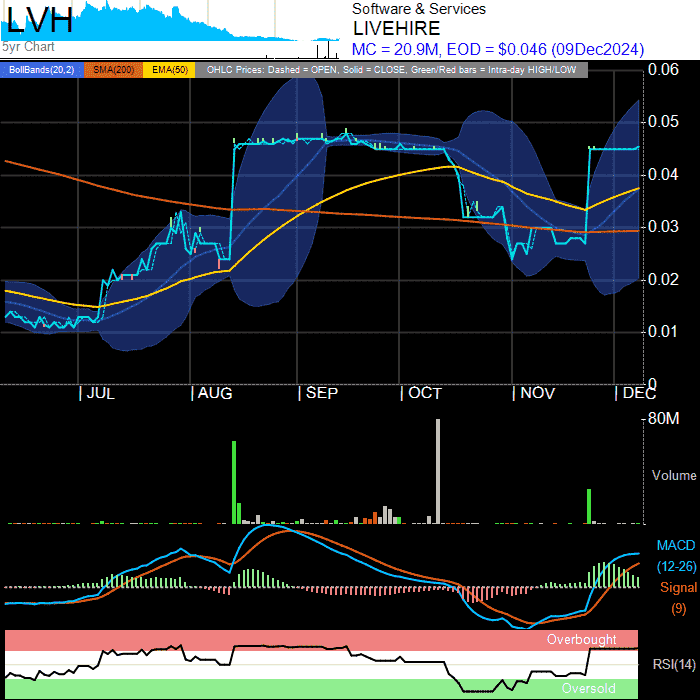 LVH
Software & Services
LIVEHIRE
5yr Chart
MC = 20.9M, EOD = $0.046 (09Dec2024)
BollBands(20,2) SMA(200) EMA(50) OHLC Prices: Dashed = OPEN, Solid = CLOSE, Green/Red bars = Intra-day HIGH/LOW
0.06
0.05
0.04
0.03
0.02
0.01
0
| JUL | AUG | SEP | OCT | NOV | DEC
80M
Volume
MACD
(12-26)
Signal
(9)
Overbought
RSI(14)
Oversold